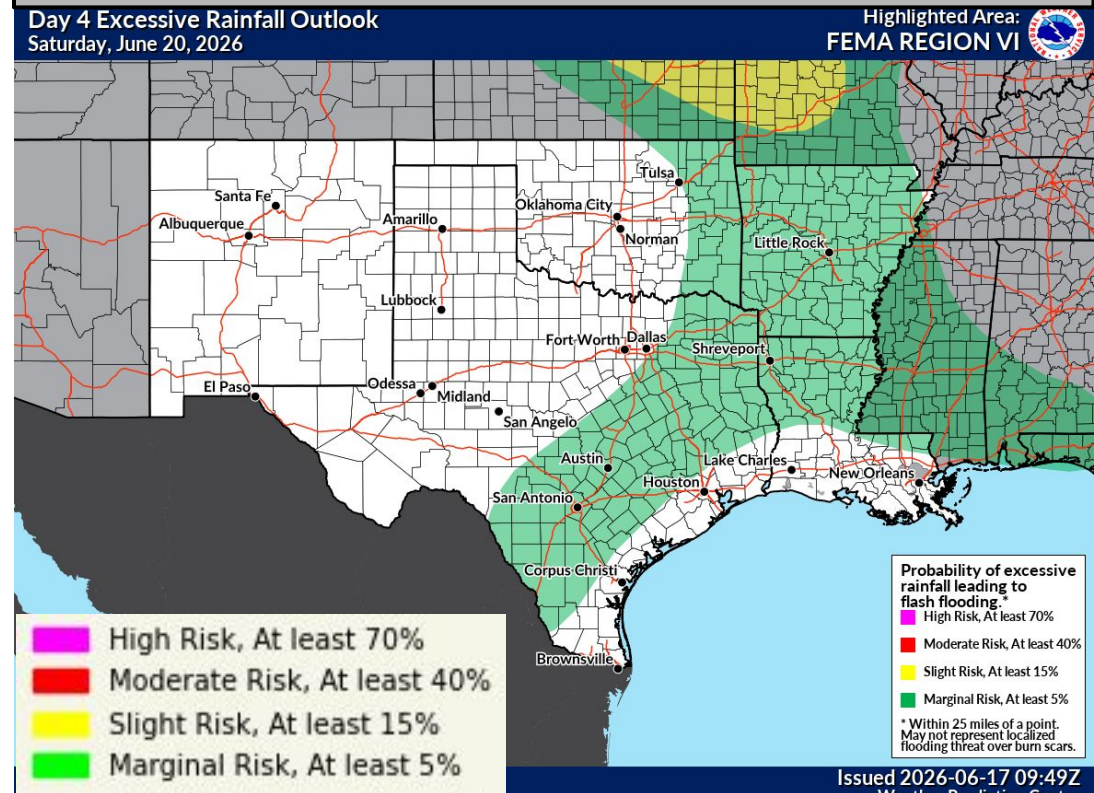 Day 4 Excessive Rainfall Outlook
Saturday, June 20, 2026
Highlighted Area:
FEMA REGION VI
NATIONAL WEATHER SERVICE
Tulsa
Santa Fe
Oklahoma City
Albuquerque
Amarillo
Norman
Little Rock
Lubbock
Fort Worth
Dallas
Shreveport
El Paso
Odessa
Midland
San Angelo
Austin
Lake Charles
Houston
New Orleans
San Antonio
Corpus Christi
Brownsville
Probability of excessive
rainfall leading to
flash flooding.*
High Risk, At least 70%
Moderate Risk, At least 40%
Slight Risk, At least 15%
Marginal Risk, At least 5%
* Within 25 miles of a point.
May not represent localized
flooding threat over burn scars.
High Risk, At least 70%
Moderate Risk, At least 40%
Slight Risk, At least 15%
Marginal Risk, At least 5%
Issued 2026-06-17 09:49Z
Weather Prediction Center